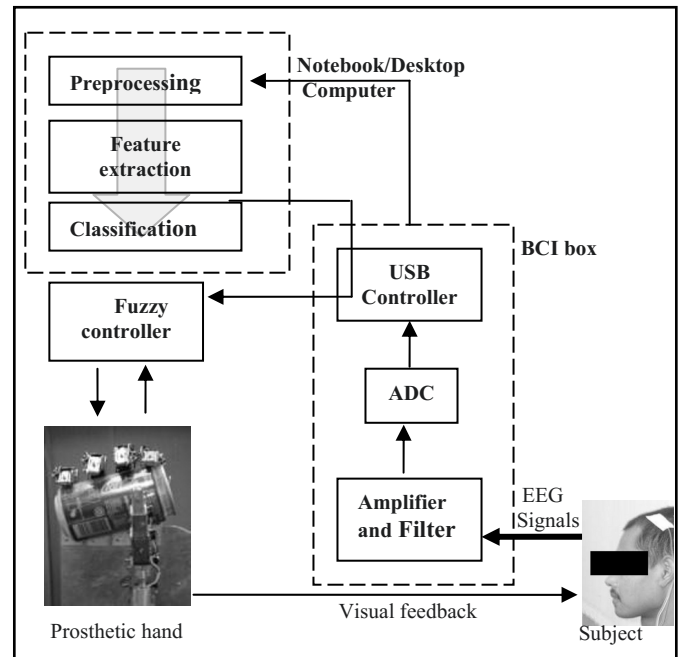 Preprocessing
Notebook/Desktop
Computer
Feature
extraction
Classification
BCI box
USB
Controller
Fuzzy
controller
ADC
Amplifier
and Filter
EEG
Signals
Visual feedback
Prosthetic hand
Subject